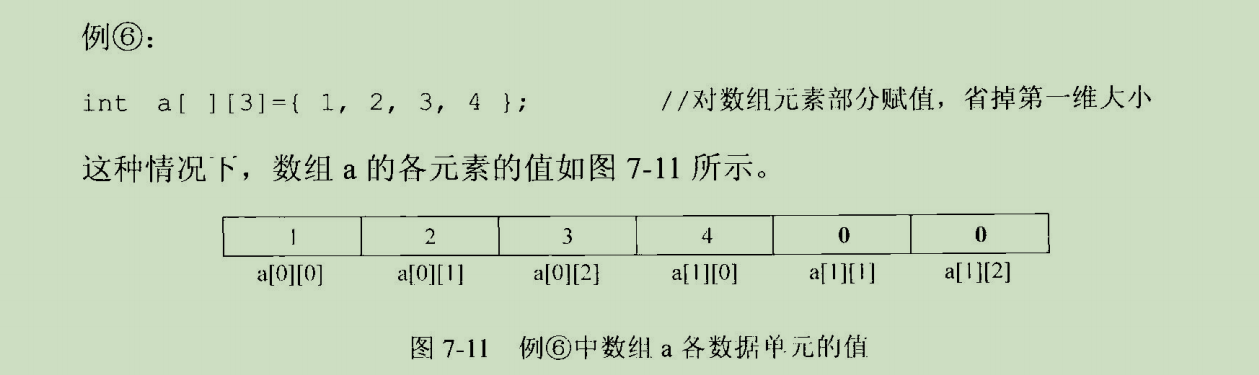 例⑥：
int a[ ][3]={ 1, 2, 3, 4 }; //对数组元素部分赋值，省掉第一维大小
这种情况下，数组 a 的各元素的值如图 7-11 所示。
1 2 3 4 0 0
a[0][0] a[0][1] a[0][2] a[1][0] a[1][1] a[1][2]
图 7-11 例⑥中数组 a 各数据单元的值